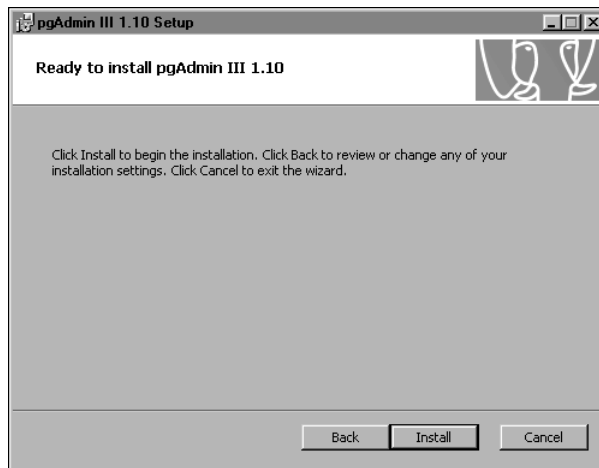 pgAdmin III 1.10 Setup
Ready to install pgAdmin III 1.10
Click Install to begin the installation. Click Back to review or change any of your
installation settings. Click Cancel to exit the wizard.
Back Install Cancel